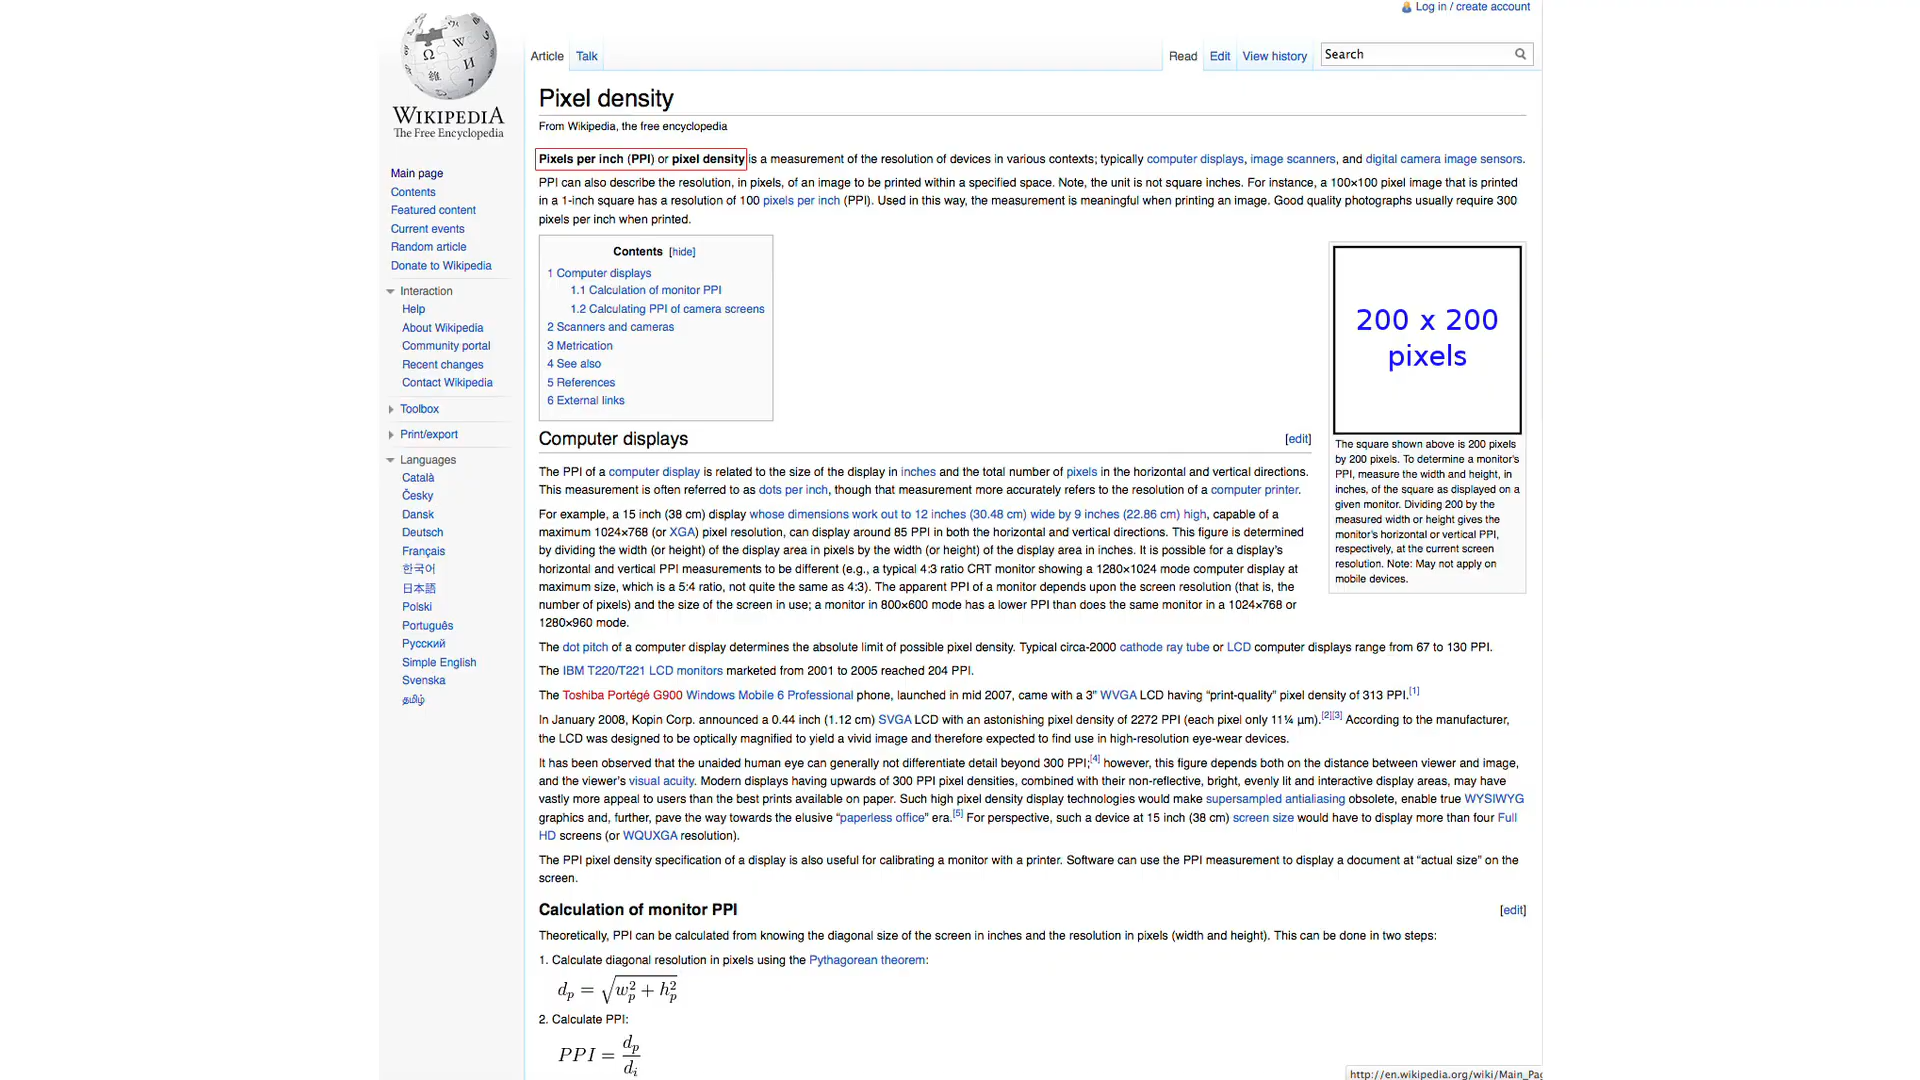 Log in / create account
WIKIPEDIA
The Free Encyclopedia
Article Talk Read Edit View history Search
Main page
Contents
Featured content
Current events
Random article
Donate to Wikipedia
Interaction
Help
About Wikipedia
Community portal
Recent changes
Contact Wikipedia
Toolbox
Print/export
Languages
Català
Česky
Dansk
Deutsch
Français
한국어
日本語
Polski
Português
Русский
Simple English
Svenska
தமிழ்
Pixel density
From Wikipedia, the free encyclopedia
Pixels per inch (PPI) or pixel density is a measurement of the resolution of devices in various contexts; typically computer displays, image scanners, and digital camera image sensors.
PPI can also describe the resolution, in pixels, of an image to be printed within a specified space. Note, the unit is not square inches. For instance, a 100×100 pixel image that is printed
in a 1-inch square has a resolution of 100 pixels per inch (PPI). Used in this way, the measurement is meaningful when printing an image. Good quality photographs usually require 300
pixels per inch when printed.
Contents [hide]
1 Computer displays
1.1 Calculation of monitor PPI
1.2 Calculating PPI of camera screens
2 Scanners and cameras
3 Metrication
4 See also
5 References
6 External links
200 x 200
pixels
The square shown above is 200 pixels
by 200 pixels. To determine a monitor's
PPI, measure the width and height, in
inches, of the square as displayed on a
given monitor. Dividing 200 by the
measured width or height gives the
monitor's horizontal or vertical PPI,
respectively, at the current screen
resolution. Note: May not apply on
mobile devices.
Computer displays [edit]
The PPI of a computer display is related to the size of the display in inches and the total number of pixels in the horizontal and vertical directions.
This measurement is often referred to as dots per inch, though that measurement more accurately refers to the resolution of a computer printer.
For example, a 15 inch (38 cm) display whose dimensions work out to 12 inches (30.48 cm) wide by 9 inches (22.86 cm) high, capable of a
maximum 1024×768 (or XGA) pixel resolution, can display around 85 PPI in both the horizontal and vertical directions. This figure is determined
by dividing the width (or height) of the display area in pixels by the width (or height) of the display area in inches. It is possible for a display's
horizontal and vertical PPI measurements to be different (e.g., a typical 4:3 ratio CRT monitor showing a 1280×1024 mode computer display at
maximum size, which is a 5:4 ratio, not quite the same as 4:3). The apparent PPI of a monitor depends upon the screen resolution (that is, the
number of pixels) and the size of the screen in use; a monitor in 800×600 mode has a lower PPI than does the same monitor in a 1024×768 or
1280×960 mode.
The dot pitch of a computer display determines the absolute limit of possible pixel density. Typical circa-2000 cathode ray tube or LCD computer displays range from 67 to 130 PPI.
The IBM T220/T221 LCD monitors marketed from 2001 to 2005 reached 204 PPI.
The Toshiba Portégé G900 Windows Mobile 6 Professional phone, launched in mid 2007, came with a 3" WVGA LCD having “print-quality” pixel density of 313 PPI.[1]
In January 2008, Kopin Corp. announced a 0.44 inch (1.12 cm) SVGA LCD with an astonishing pixel density of 2272 PPI (each pixel only 11¼ μm).[2][3] According to the manufacturer,
the LCD was designed to be optically magnified to yield a vivid image and therefore expected to find use in high-resolution eye-wear devices.
It has been observed that the unaided human eye can generally not differentiate detail beyond 300 PPI;[4] however, this figure depends both on the distance between viewer and image,
and the viewer's visual acuity. Modern displays having upwards of 300 PPI pixel densities, combined with their non-reflective, bright, evenly lit and interactive display areas, may have
vastly more appeal to users than the best prints available on paper. Such high pixel density display technologies would make supersampled antialiasing obsolete, enable true WYSIWYG
graphics and, further, pave the way towards the elusive “paperless office” era.[5] For perspective, such a device at 15 inch (38 cm) screen size would have to display more than four Full
HD screens (or WQUXGA resolution).
The PPI pixel density specification of a display is also useful for calibrating a monitor with a printer. Software can use the PPI measurement to display a document at “actual size” on the
screen.
Calculation of monitor PPI [edit]
Theoretically, PPI can be calculated from knowing the diagonal size of the screen in inches and the resolution in pixels (width and height). This can be done in two steps:
1. Calculate diagonal resolution in pixels using the Pythagorean theorem:
d_p = √(w_p² + h_p²)
2. Calculate PPI:
PPI = d_p / d_i
http://en.wikipedia.org/wiki/Main_Pag